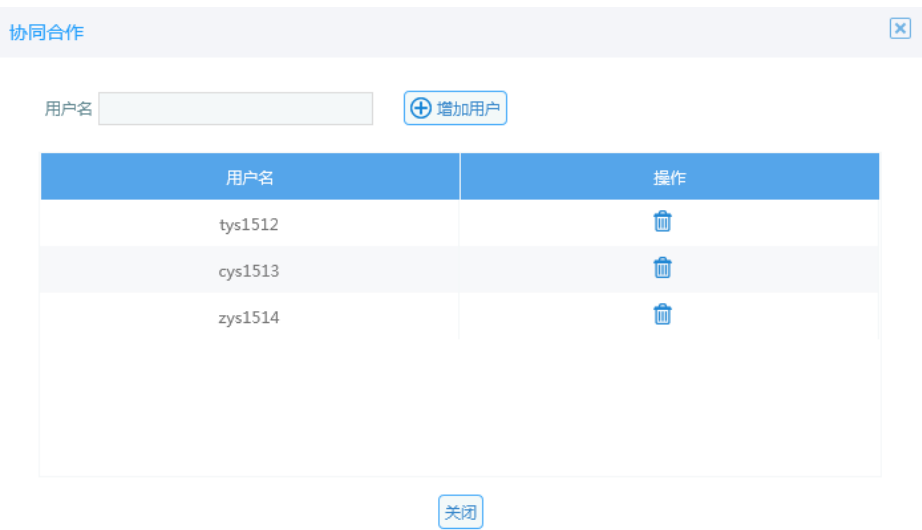 协同合作
用户名 增加用户
用户名 操作
tys1512
cys1513
zys1514
关闭